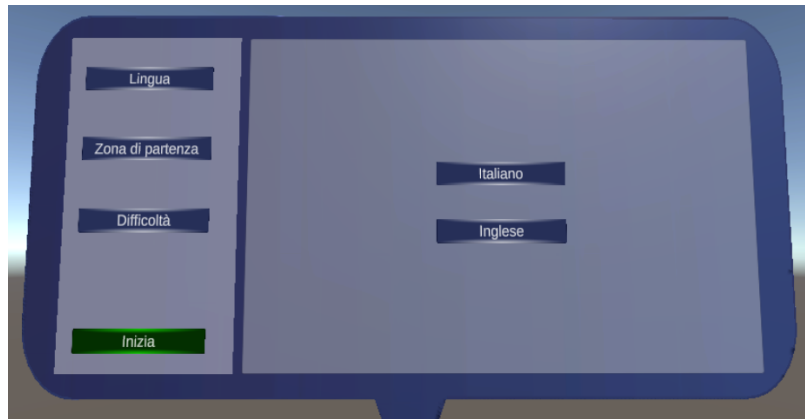 Lingua
Zona di partenza
Difficoltà
Inizia
Italiano
Inglese